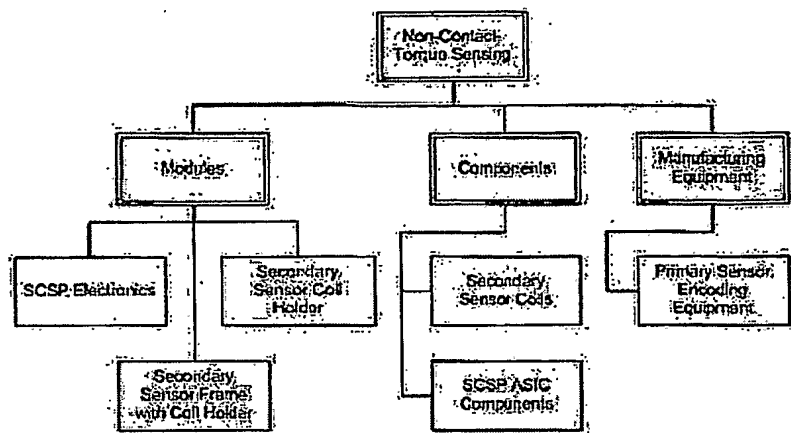 Non-Contact
Torque Sensing
Modules
Components
Manufacturing
Equipment
SCSP Electronics
Secondary
Sensor Coil
Holder
Secondary
Sensor Coils
Primary Sensor
Encoding
Equipment
Secondary
Sensor Frame
with Coil Holder
SCSP ASIC
Components